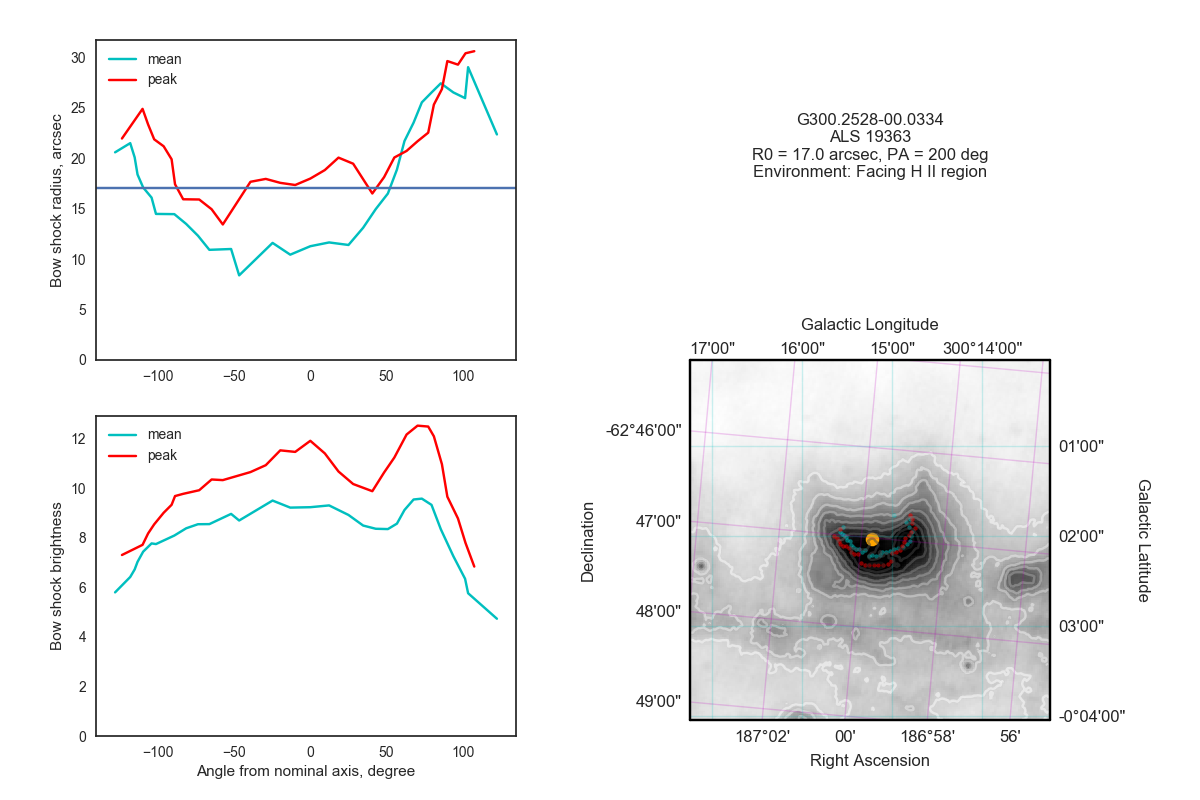 mean
peak
30
25
20
15
10
5
0
Bow shock radius, arcsec
−100 −50 0 50 100
mean
peak
12
10
8
6
4
2
0
Bow shock brightness
−100 −50 0 50 100
Angle from nominal axis, degree
G300.2528-00.0334
ALS 19363
R0 = 17.0 arcsec, PA = 200 deg
Environment: Facing H II region
Galactic Longitude
17'00" 16'00" 15'00" 300°14'00"
-62°46'00"
47'00"
48'00"
49'00"
Declination
01'00"
02'00"
03'00"
-0°04'00"
Galactic Latitude
187°02' 00' 186°58' 56'
Right Ascension